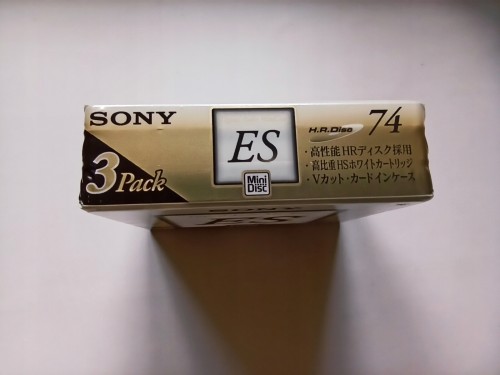 SONY
3 Pack
ES
Mini
Disc
H.R.Disc 74
・高性能HRディスク採用
・高比重HSホワイトカートリッジ
・Vカット・カードインケース
SONY
ES